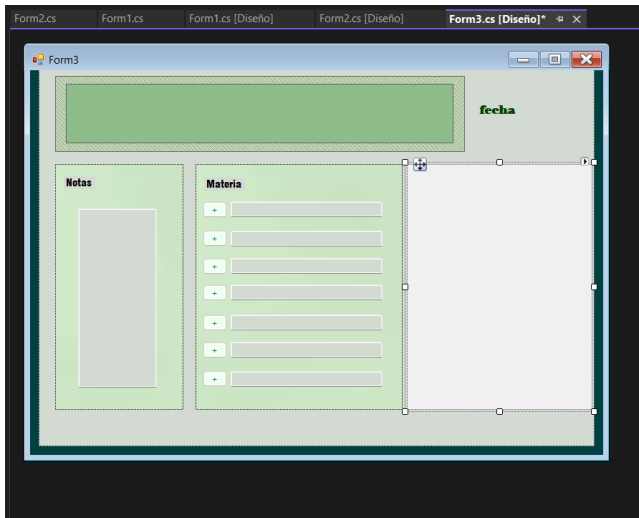 Form2.cs Form1.cs Form1.cs [Diseño] Form2.cs [Diseño] Form3.cs [Diseño]*
Form3
fecha
Notas Materia
+
+
+
+
+
+
+